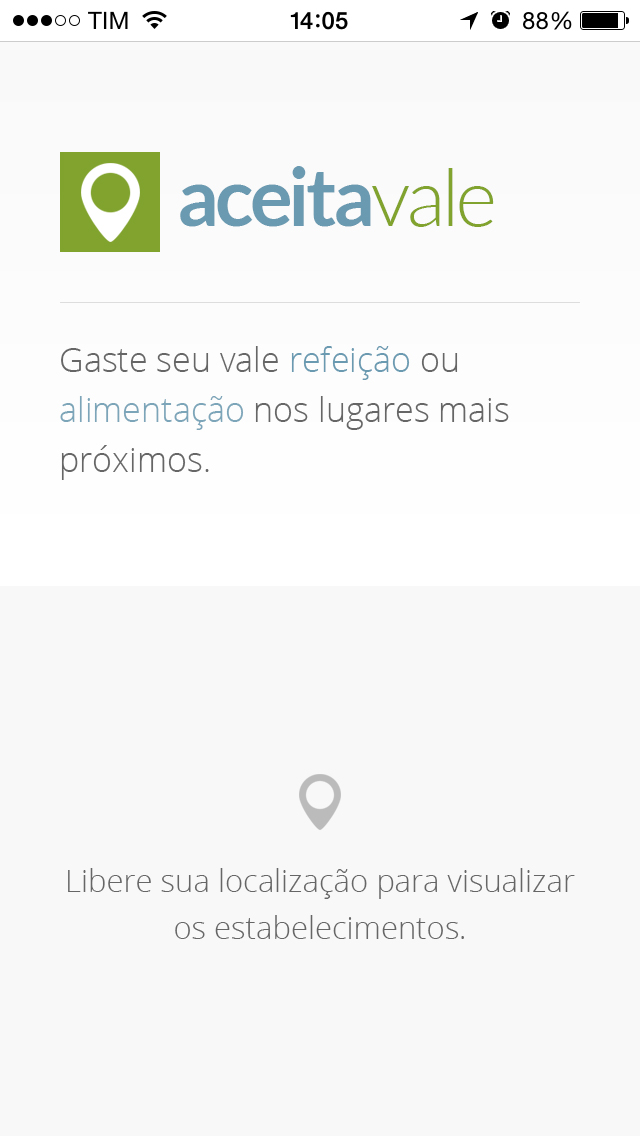 TIM 14:05 88%
aceitavale
Gaste seu vale refeição ou
alimentação nos lugares mais
próximos.
Libere sua localização para visualizar
os estabelecimentos.